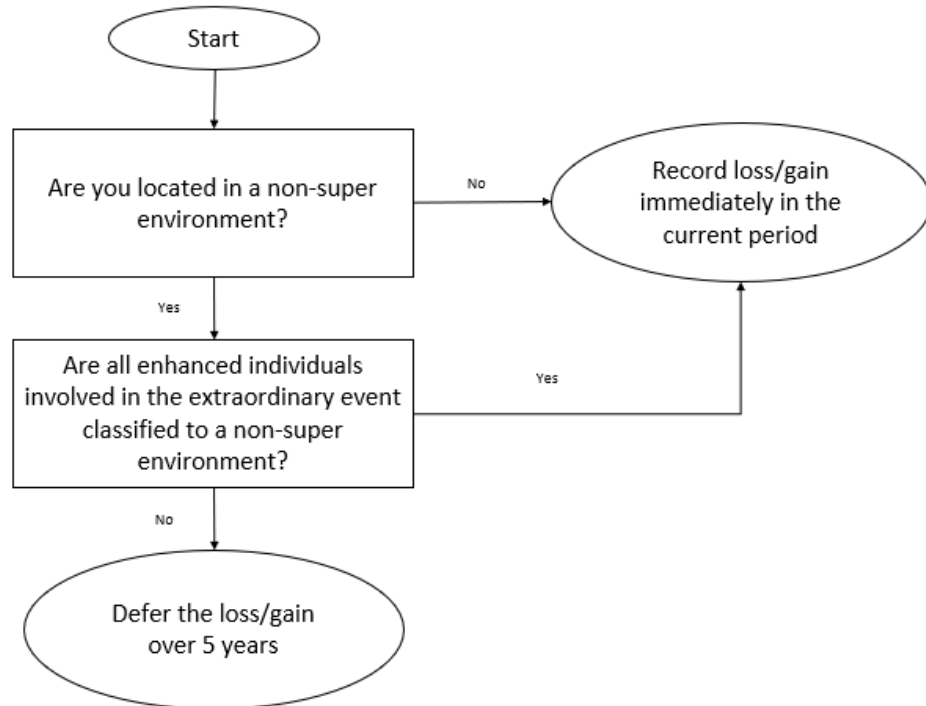 Start
Are you located in a non-super
environment?
No
Record loss/gain
immediately in the
current period
Yes
Are all enhanced individuals
involved in the extraordinary event
classified to a non-super
environment?
Yes
No
Defer the loss/gain
over 5 years